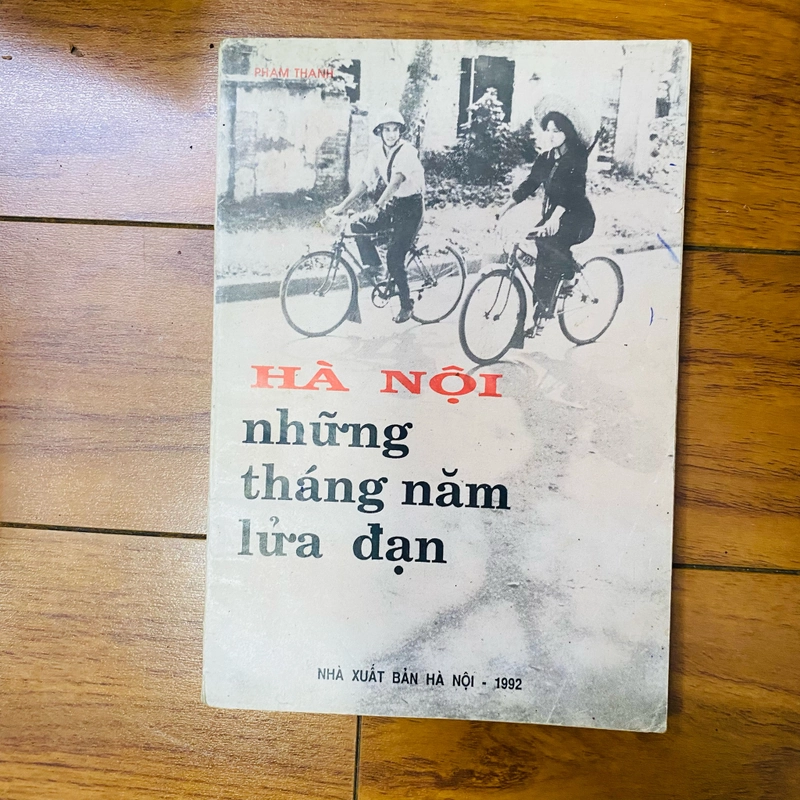 PHẠM THANH
HÀ NỘI
những
tháng năm
lửa đạn
NHÀ XUẤT BẢN HÀ NỘI - 1992